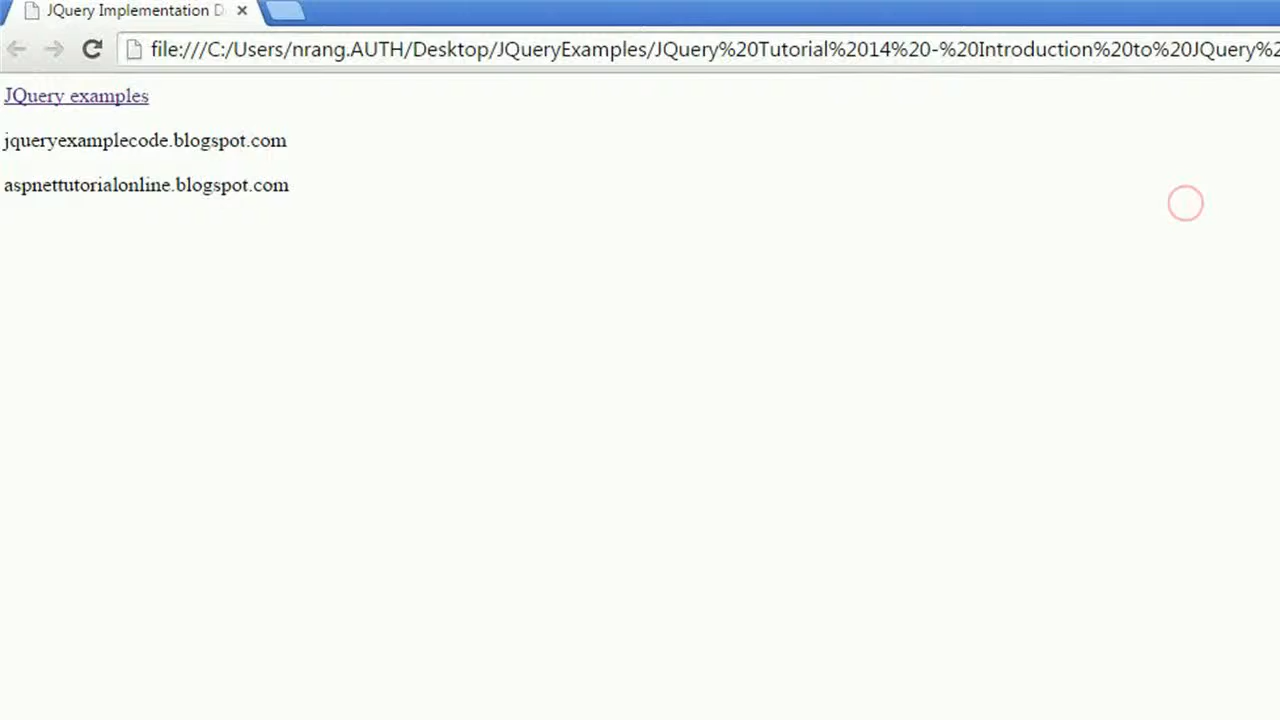 JQuery Implementation D
file:///C:/Users/nrang.AUTH/Desktop/JQueryExamples/JQuery%20Tutorial%2014%20-%20Introduction%20to%20JQuery%2
JQuery examples
jqueryexamplecode.blogspot.com
aspnettutorialonline.blogspot.com